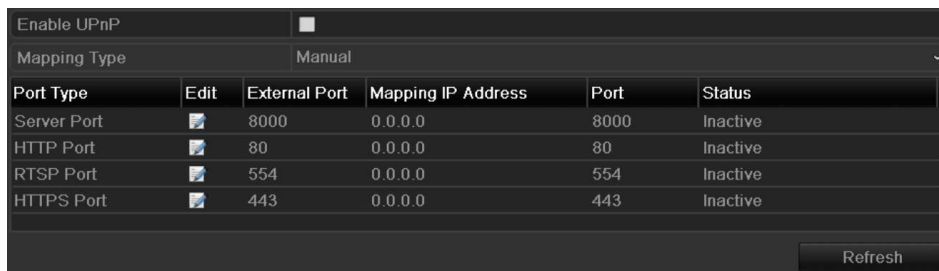 Enable UPnP
Mapping Type Manual
Port Type Edit External Port Mapping IP Address Port Status
Server Port 8000 0.0.0.0 8000 Inactive
HTTP Port 80 0.0.0.0 80 Inactive
RTSP Port 554 0.0.0.0 554 Inactive
HTTPS Port 443 0.0.0.0 443 Inactive
Refresh